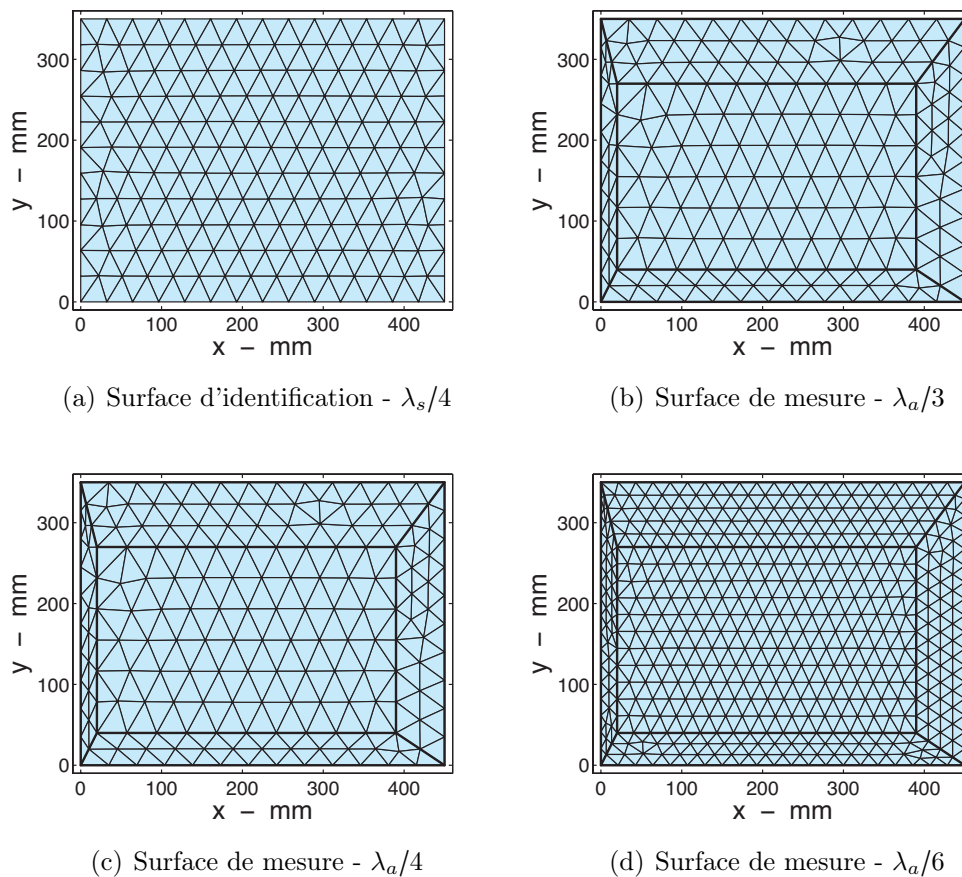 300
200
100
0
y – mm
0 100 200 300 400
x – mm
(a) Surface d'identification - λs/4
300
200
100
0
y – mm
0 100 200 300 400
x – mm
(b) Surface de mesure - λa/3
300
200
100
0
y – mm
0 100 200 300 400
x – mm
(c) Surface de mesure - λa/4
300
200
100
0
y – mm
0 100 200 300 400
x – mm
(d) Surface de mesure - λa/6